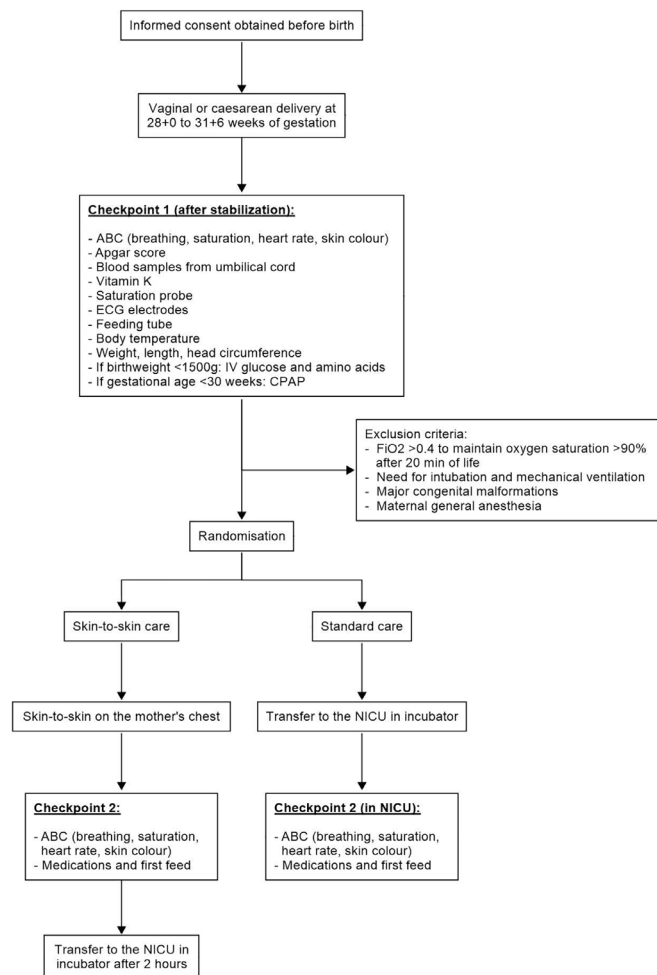 Informed consent obtained before birth
Vaginal or caesarean delivery at
28+0 to 31+6 weeks of gestation
Checkpoint 1 (after stabilization):
- ABC (breathing, saturation, heart rate, skin colour)
- Apgar score
- Blood samples from umbilical cord
- Vitamin K
- Saturation probe
- ECG electrodes
- Feeding tube
- Body temperature
- Weight, length, head circumference
- If birthweight <1500g: IV glucose and amino acids
- If gestational age <30 weeks: CPAP
Exclusion criteria:
- FiO2 >0.4 to maintain oxygen saturation >90%
after 20 min of life
- Need for intubation and mechanical ventilation
- Major congenital malformations
- Maternal general anesthesia
Randomisation
Skin-to-skin care
Standard care
Skin-to-skin on the mother's chest
Transfer to the NICU in incubator
Checkpoint 2:
- ABC (breathing, saturation,
heart rate, skin colour)
- Medications and first feed
Checkpoint 2 (in NICU):
- ABC (breathing, saturation,
heart rate, skin colour)
- Medications and first feed
Transfer to the NICU in
incubator after 2 hours